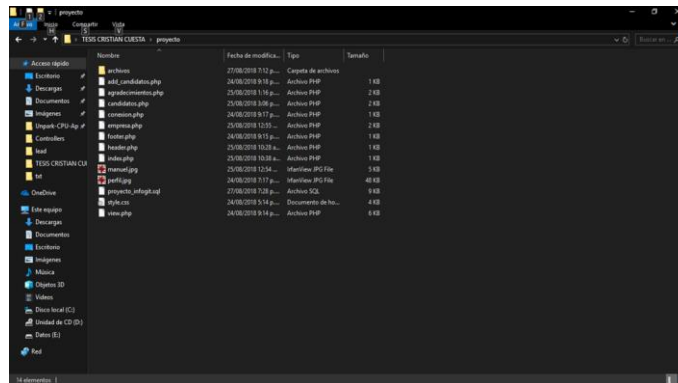 proyecto
Archivo Inicio Compartir Vista
F H S V
TESIS CRISTIAN CUESTA › proyecto
Buscar en ...
Nombre Fecha de modifica... Tipo Tamaño
Acceso rápido
Escritorio
Descargas
Documentos
Imágenes
Unpark-CPU-Ap
Controllers
lead
TESIS CRISTIAN CUE
txt
OneDrive
Este equipo
Descargas
Documentos
Escritorio
Imágenes
Música
Objetos 3D
Videos
Disco local (C:)
Unidad de CD (D:)
Datos (E:)
Red
archivos 27/08/2018 7:12 p.... Carpeta de archivos
add_candidatos.php 24/08/2018 9:18 p.... Archivo PHP 1 KB
agradecimientos.php 25/08/2018 1:16 p.... Archivo PHP 2 KB
candidatos.php 25/08/2018 3:06 p.... Archivo PHP 2 KB
conexion.php 24/08/2018 9:17 p.... Archivo PHP 1 KB
empresa.php 25/08/2018 12:55 ... Archivo PHP 2 KB
footer.php 24/08/2018 9:15 p.... Archivo PHP 1 KB
header.php 25/08/2018 10:28 a... Archivo PHP 1 KB
index.php 25/08/2018 10:38 a... Archivo PHP 1 KB
manuel.jpg 25/08/2018 12:54 ... IrfanView JPG File 5 KB
perfil.jpg 24/08/2018 7:17 p.... IrfanView JPG File 40 KB
proyecto_infogit.sql 27/08/2018 7:28 p.... Archivo SQL 9 KB
style.css 24/08/2018 5:14 p.... Documento de ho... 4 KB
view.php 24/08/2018 9:14 p.... Archivo PHP 6 KB
14 elementos